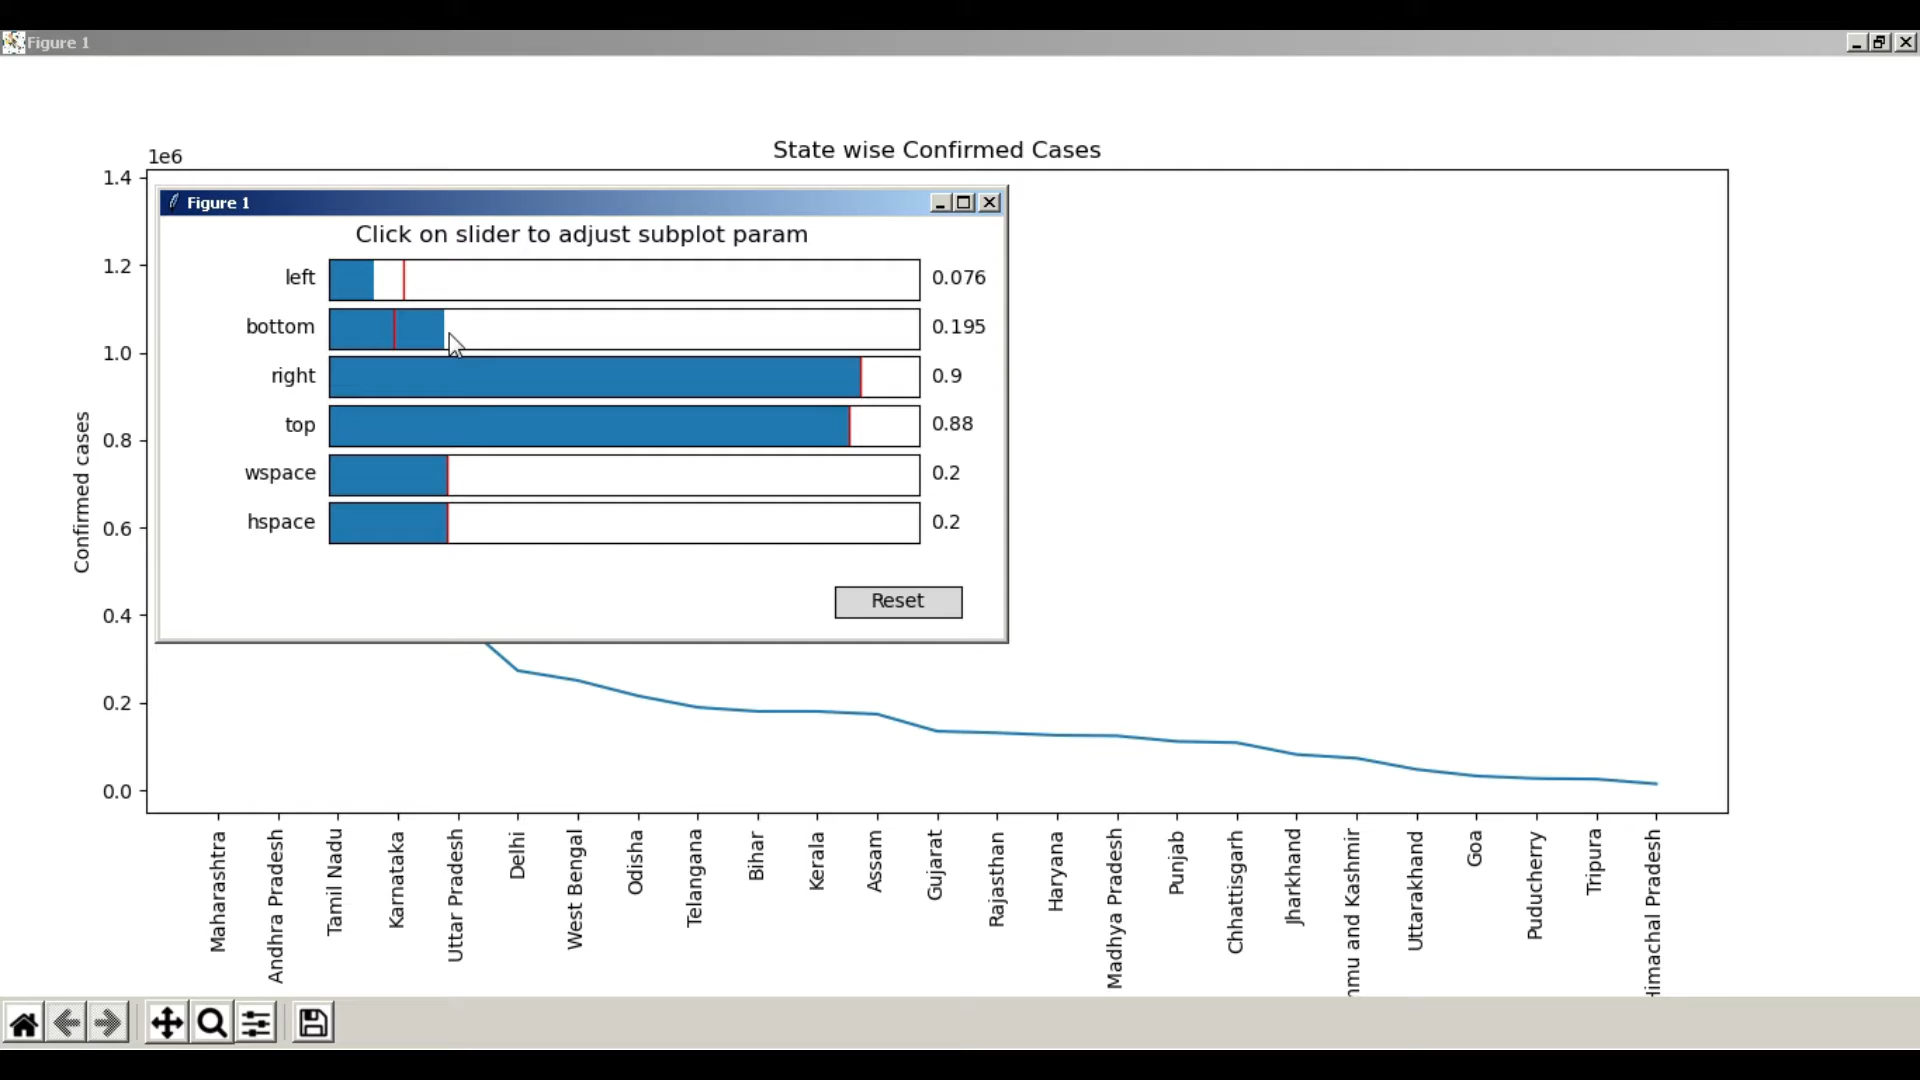 Figure 1
State wise Confirmed Cases
1e6
1.4
1.2
1.0
0.8
0.6
0.4
0.2
0.0
Confirmed cases
Figure 1
Click on slider to adjust subplot param
left 0.076
bottom 0.195
right 0.9
top 0.88
wspace 0.2
hspace 0.2
Reset
Maharashtra
Andhra Pradesh
Tamil Nadu
Karnataka
Uttar Pradesh
Delhi
West Bengal
Odisha
Telangana
Bihar
Kerala
Assam
Gujarat
Rajasthan
Haryana
Madhya Pradesh
Punjab
Chhattisgarh
Jharkhand
mmu and Kashmir
Uttarakhand
Goa
Puducherry
Tripura
Himachal Pradesh